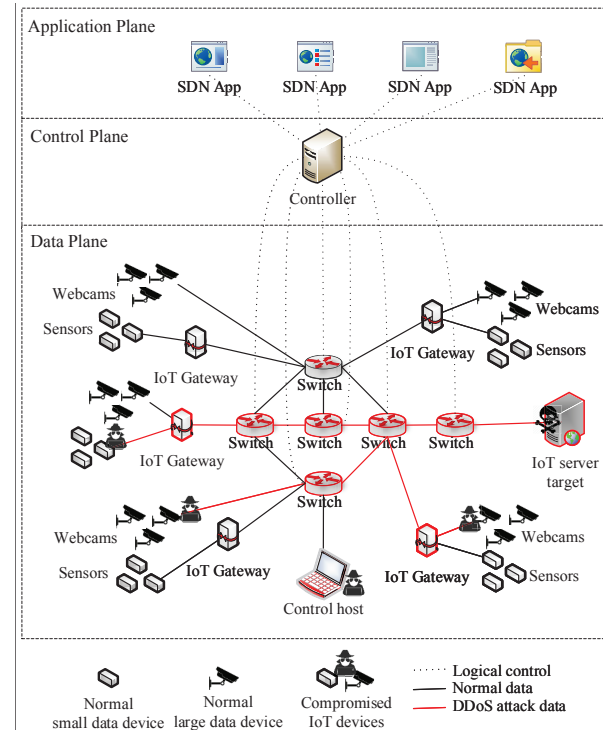 Application Plane
SDN App
SDN App
SDN App
SDN App
Control Plane
Controller
Data Plane
Webcams
Webcams
Sensors
Sensors
IoT Gateway
IoT Gateway
Switch
Switch
Switch
Switch
Switch
IoT Gateway
IoT server
target
Switch
Webcams
Webcams
Sensors
IoT Gateway
IoT Gateway
Sensors
Control host
Normal
small data device
Normal
large data device
Compromised
IoT devices
Logical control
Normal data
DDoS attack data